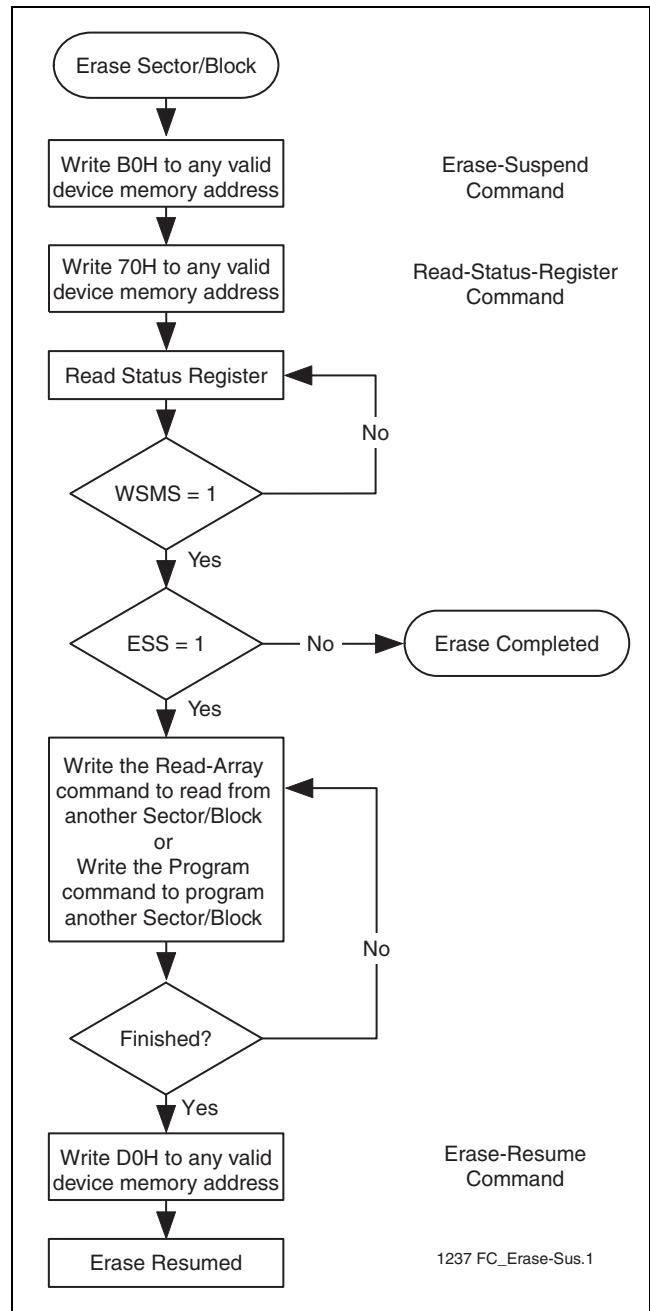 Erase Sector/Block
Write B0H to any valid
device memory address
Erase-Suspend
Command
Write 70H to any valid
device memory address
Read-Status-Register
Command
Read Status Register
No
WSMS = 1
Yes
ESS = 1
No
Erase Completed
Yes
Write the Read-Array
command to read from
another Sector/Block
or
Write the Program
command to program
another Sector/Block
No
Finished?
Yes
Write D0H to any valid
device memory address
Erase-Resume
Command
Erase Resumed
1237 FC_Erase-Sus.1